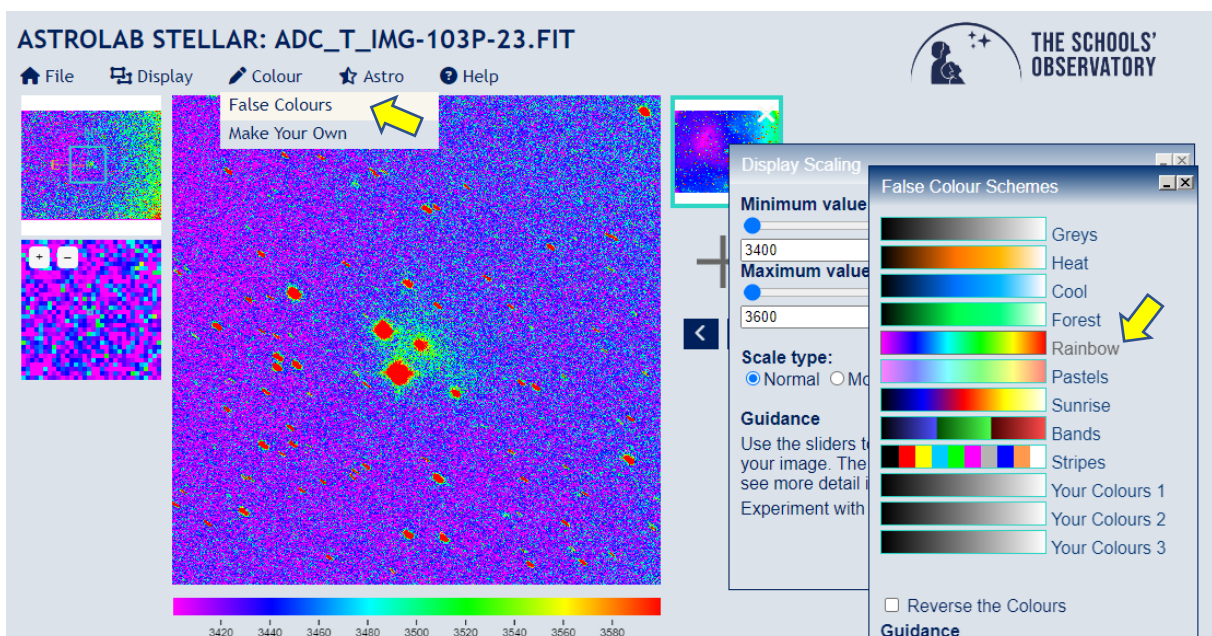 ASTROLAB STELLAR: ADC_T_IMG-103P-23.FIT
THE SCHOOLS'
OBSERVATORY
File Display Colour Astro Help
False Colours
Make Your Own
+ −
Display Scaling
Minimum value
3400
Maximum value
3600
Scale type:
Normal Mo
Guidance
Use the sliders to
your image. The
see more detail i
Experiment with
False Colour Schemes
Greys
Heat
Cool
Forest
Rainbow
Pastels
Sunrise
Bands
Stripes
Your Colours 1
Your Colours 2
Your Colours 3
Reverse the Colours
Guidance
3420 3440 3460 3480 3500 3520 3540 3560 3580